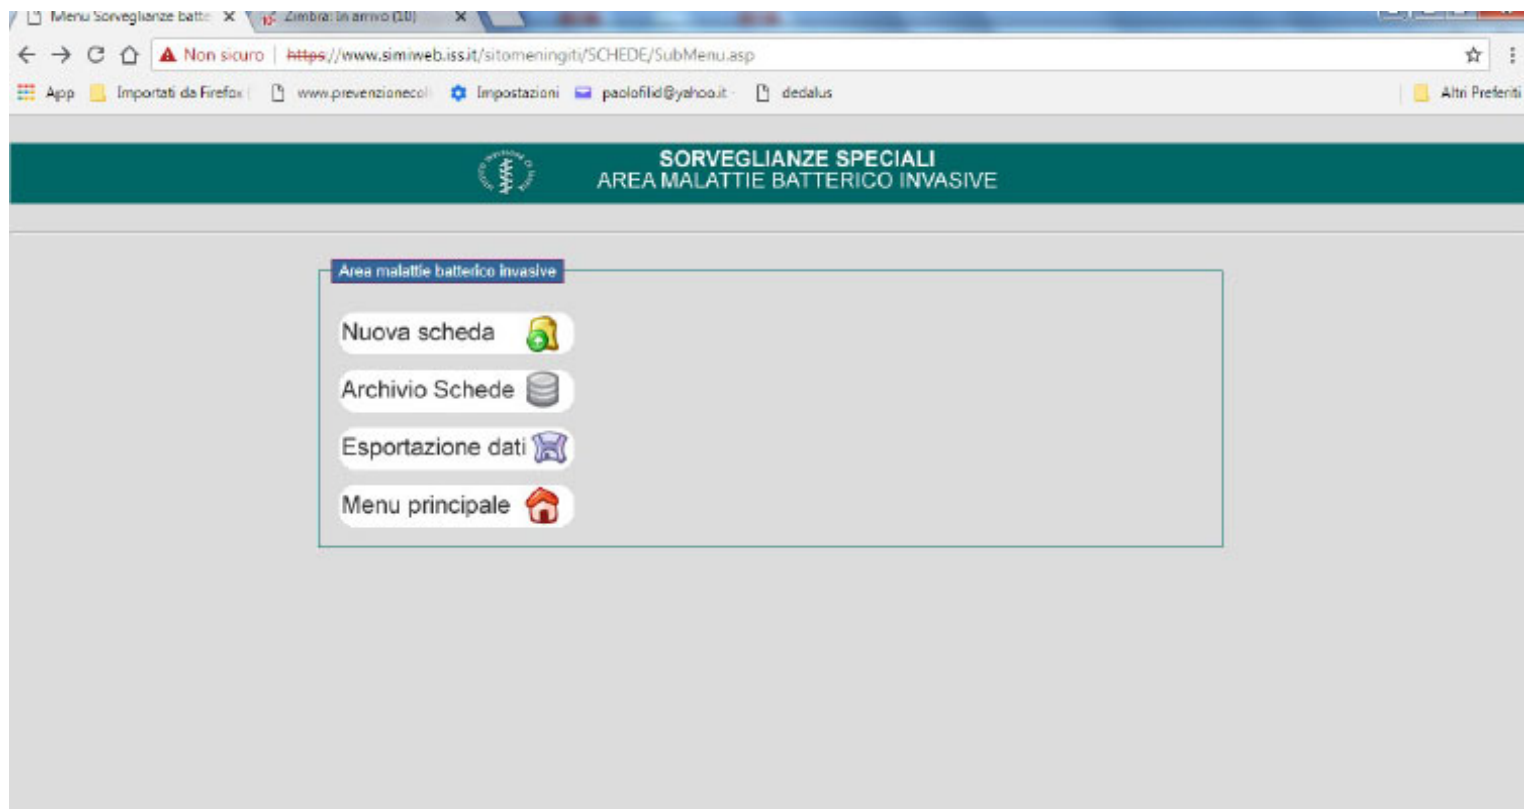 Menu Sorveglianze batte
Zimbra: In arrivo (10)
Non sicuro | https://www.simiweb.iss.it/sitomeningiti/SCHEDE/SubMenu.asp
App Importati da Firefox www.prevenzionecol Impostazioni paolofilid@yahoo.it - dedalus Altri Preferiti
SORVEGLIANZE SPECIALI
AREA MALATTIE BATTERICO INVASIVE
Area malattie batterico invasive
Nuova scheda
Archivio Schede
Esportazione dati
Menu principale